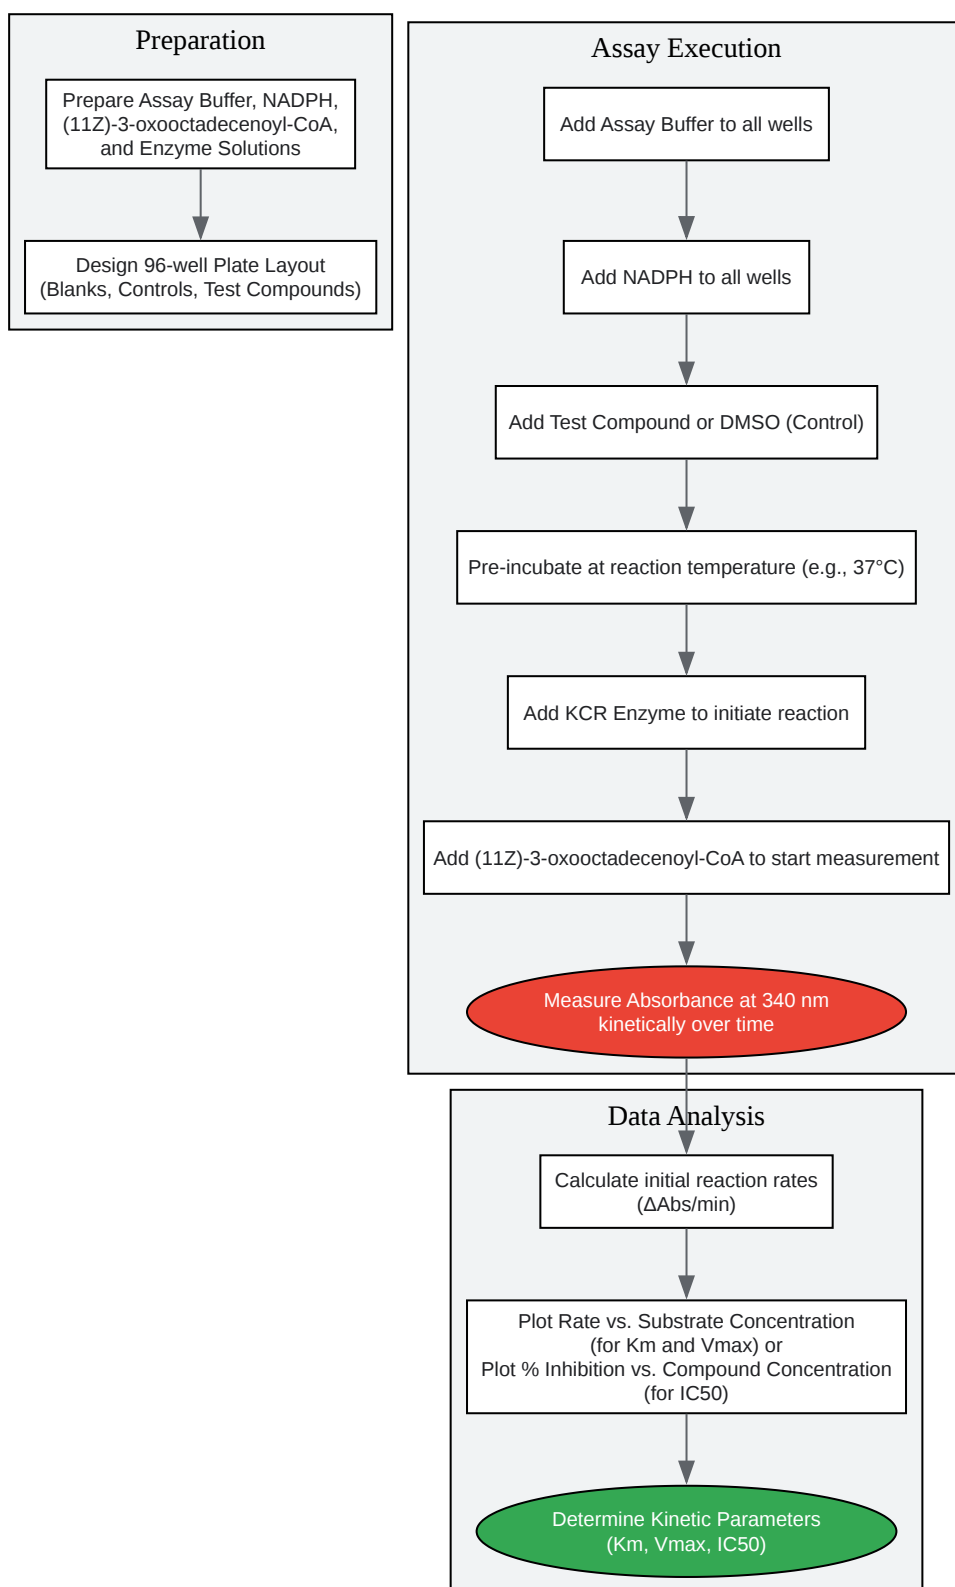 Preparation
Prepare Assay Buffer, NADPH,
(11Z)-3-oxooctadecenoyl-CoA,
and Enzyme Solutions
Design 96-well Plate Layout
(Blanks, Controls, Test Compounds)
Assay Execution
Add Assay Buffer to all wells
Add NADPH to all wells
Add Test Compound or DMSO (Control)
Pre-incubate at reaction temperature (e.g., 37°C)
Add KCR Enzyme to initiate reaction
Add (11Z)-3-oxooctadecenoyl-CoA to start measurement
Measure Absorbance at 340 nm
kinetically over time
Data Analysis
Calculate initial reaction rates
(ΔAbs/min)
Plot Rate vs. Substrate Concentration
(for Km and Vmax) or
Plot % Inhibition vs. Compound Concentration
(for IC50)
Determine Kinetic Parameters
(Km, Vmax, IC50)